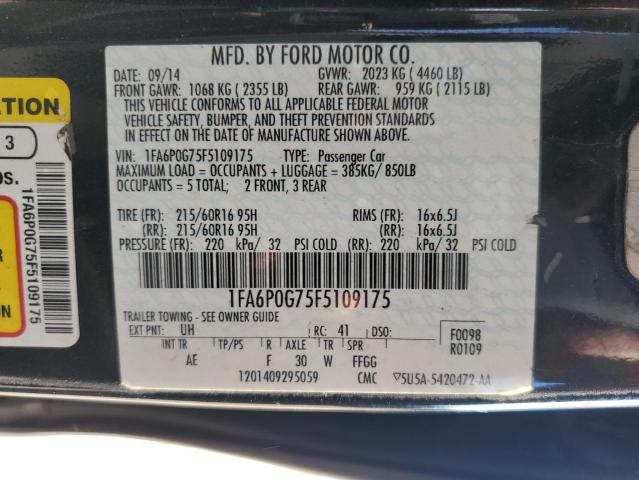 MFD. BY FORD MOTOR CO.
DATE: 09/14 GVWR: 2023 KG ( 4460 LB)
FRONT GAWR: 1068 KG ( 2355 LB) REAR GAWR: 959 KG ( 2115 LB)
THIS VEHICLE CONFORMS TO ALL APPLICABLE FEDERAL MOTOR
VEHICLE SAFETY, BUMPER, AND THEFT PREVENTION STANDARDS
IN EFFECT ON THE DATE OF MANUFACTURE SHOWN ABOVE.
VIN: 1FA6P0G75F5109175 TYPE: Passenger Car
MAXIMUM LOAD = OCCUPANTS + LUGGAGE = 385KG/ 850LB
OCCUPANTS = 5 TOTAL; 2 FRONT, 3 REAR
TIRE (FR): 215/60R16 95H RIMS (FR): 16x6.5J
(RR): 215/60R16 95H (RR): 16x6.5J
PRESSURE (FR): 220 kPa/ 32 PSI COLD (RR): 220 kPa/ 32 PSI COLD
1FA6P0G75F5109175
TRAILER TOWING - SEE OWNER GUIDE
EXT PNT: UH RC: 41 DSO: F0098
INT TR TP/PS R AXLE TR SPR R0109
AE F 30 W FFGG
1201409295059 CMC ▽5U5A-5420472-AA
ATION
3
OS.
1FA6P0G75F5109175